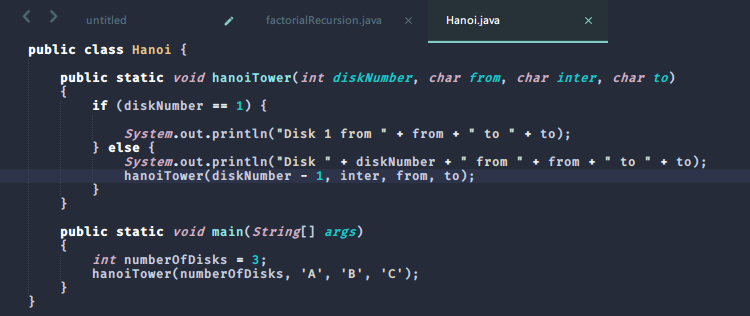 untitled factorialRecursion.java Hanoi.java
public class Hanoi {
public static void hanoiTower(int diskNumber, char from, char inter, char to)
{
if (diskNumber == 1) {
System.out.println("Disk 1 from " + from + " to " + to);
} else {
System.out.println("Disk " + diskNumber + " from " + from + " to " + to);
hanoiTower(diskNumber - 1, inter, from, to);
}
}
public static void main(String[] args)
{
int numberOfDisks = 3;
hanoiTower(numberOfDisks, 'A', 'B', 'C');
}
}